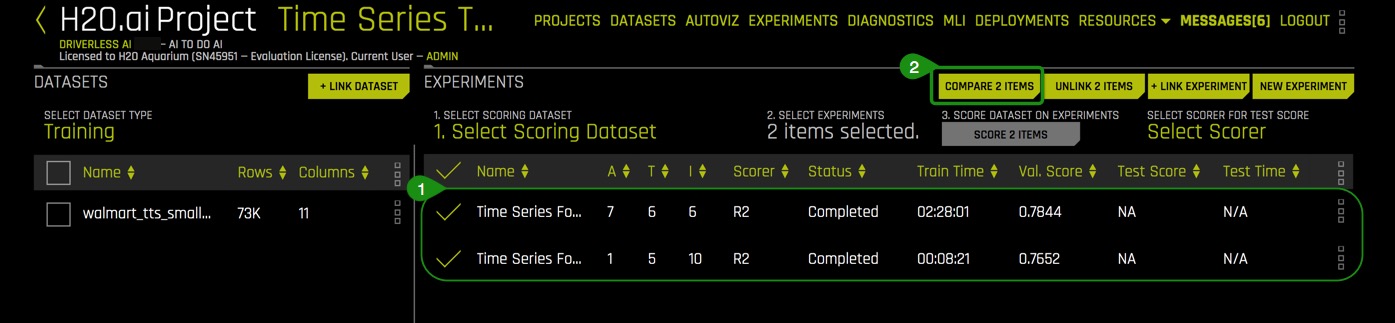 H2O.ai Project Time Series T...
PROJECTS DATASETS AUTOVIZ EXPERIMENTS DIAGNOSTICS MLI DEPLOYMENTS RESOURCES MESSAGES[6] LOGOUT
DRIVERLESS AI – AI TO DO AI
Licensed to H2O Aquarium (SN45951 – Evaluation License), Current User – ADMIN
DATASETS
+ LINK DATASET
SELECT DATASET TYPE
Training
Name Rows Columns
walmart_tts_small... 73K 11
EXPERIMENTS
2
COMPARE 2 ITEMS UNLINK 2 ITEMS + LINK EXPERIMENT NEW EXPERIMENT
1. SELECT SCORING DATASET
1. Select Scoring Dataset
2. SELECT EXPERIMENTS
2 items selected.
3. SCORE DATASET ON EXPERIMENTS
SCORE 2 ITEMS
SELECT SCORER FOR TEST SCORE
Select Scorer
Name A T I Scorer Status Train Time Val. Score Test Score Test Time
1
Time Series Fo... 7 6 6 R2 Completed 02:28:01 0.7844 NA N/A
Time Series Fo... 1 5 10 R2 Completed 00:08:21 0.7652 NA N/A